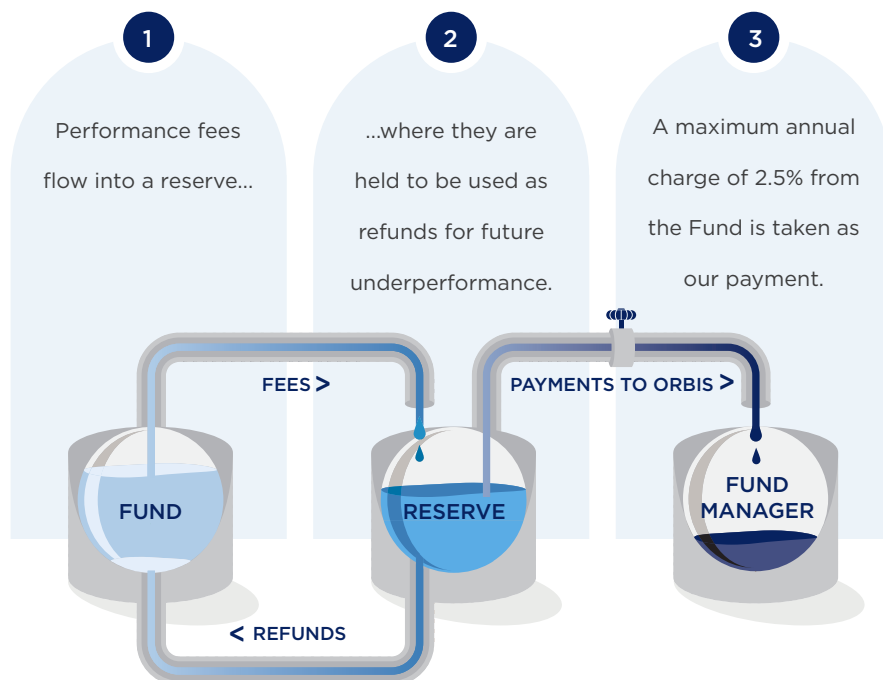 1
Performance fees
flow into a reserve...
2
...where they are
held to be used as
refunds for future
underperformance.
3
A maximum annual
charge of 2.5% from
the Fund is taken as
our payment.
FEES >
PAYMENTS TO ORBIS >
FUND
RESERVE
FUND
MANAGER
< REFUNDS